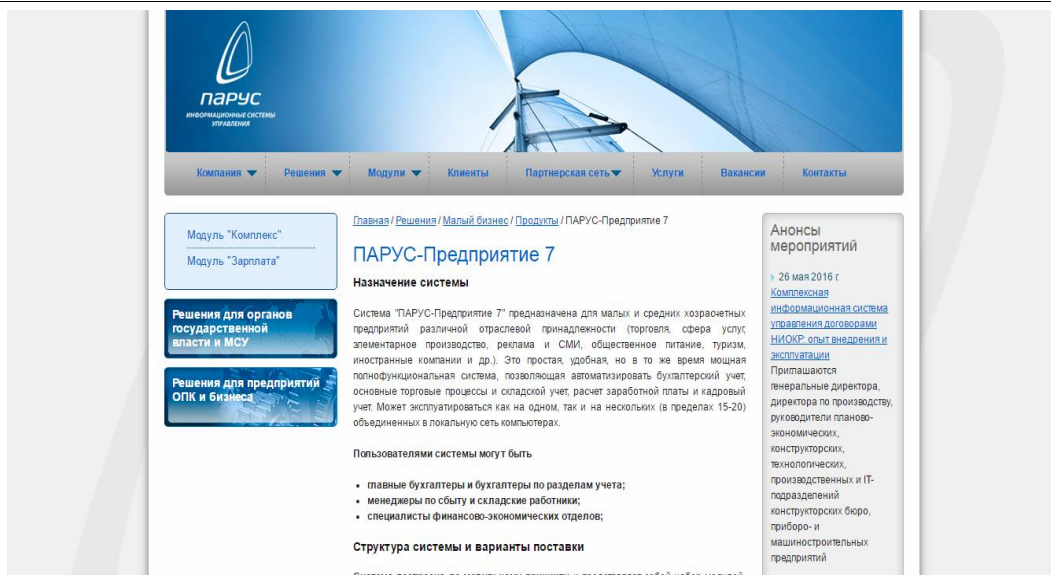 ПАРУС
ИНФОРМАЦИОННЫЕ СИСТЕМЫ
УПРАВЛЕНИЯ
Компания Решения Модули Клиенты Партнерская сеть Услуги Вакансии Контакты
Модуль "Комплекс"
Модуль "Зарплата"
Решения для органов
государственной
власти и МСУ
Решения для предприятий
ОПК и бизнеса
Главная / Решения / Малый бизнес / Продукты / ПАРУС-Предприятие 7
ПАРУС-Предприятие 7
Назначение системы
Система "ПАРУС-Предприятие 7" предназначена для малых и средних хозрасчетных
предприятий различной отраслевой принадлежности (торговля, сфера услуг,
элементарное производство, реклама и СМИ, общественное питание, туризм,
иностранные компании и др.). Это простая, удобная, но в то же время мощная
полнофункциональная система, позволяющая автоматизировать бухгалтерский учет,
основные торговые процессы и складской учет, расчет заработной платы и кадровый
учет. Может эксплуатироваться как на одном, так и на нескольких (в пределах 15-20)
объединенных в локальную сеть компьютерах.
Пользователями системы могут быть
• главные бухгалтеры и бухгалтеры по разделам учета;
• менеджеры по сбыту и складские работники;
• специалисты финансово-экономических отделов;
Структура системы и варианты поставки
Анонсы
мероприятий
26 мая 2016 г.
Комплексная
информационная система
управления договорами
НИОКР: опыт внедрения и
эксплуатации
Приглашаются
генеральные директора,
директора по производству,
руководители планово-
экономических,
конструкторских,
технологических,
производственных и IT-
подразделений
конструкторских бюро,
приборо- и
машиностроительных
предприятий